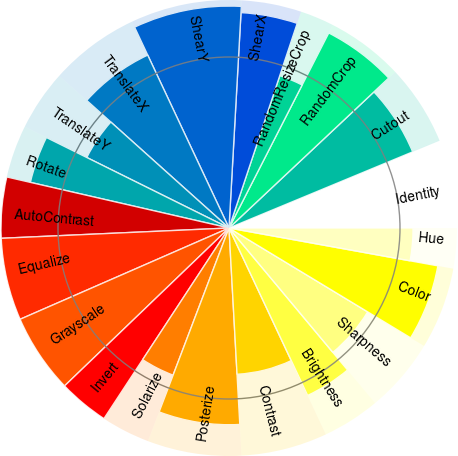 ShearY
ShearX
RandomResizeCrop
RandomCrop
Cutout
Identity
Hue
Color
Sharpness
Brightness
Contrast
Posterize
Solarize
Invert
Grayscale
Equalize
AutoContrast
Rotate
TranslateY
TranslateX